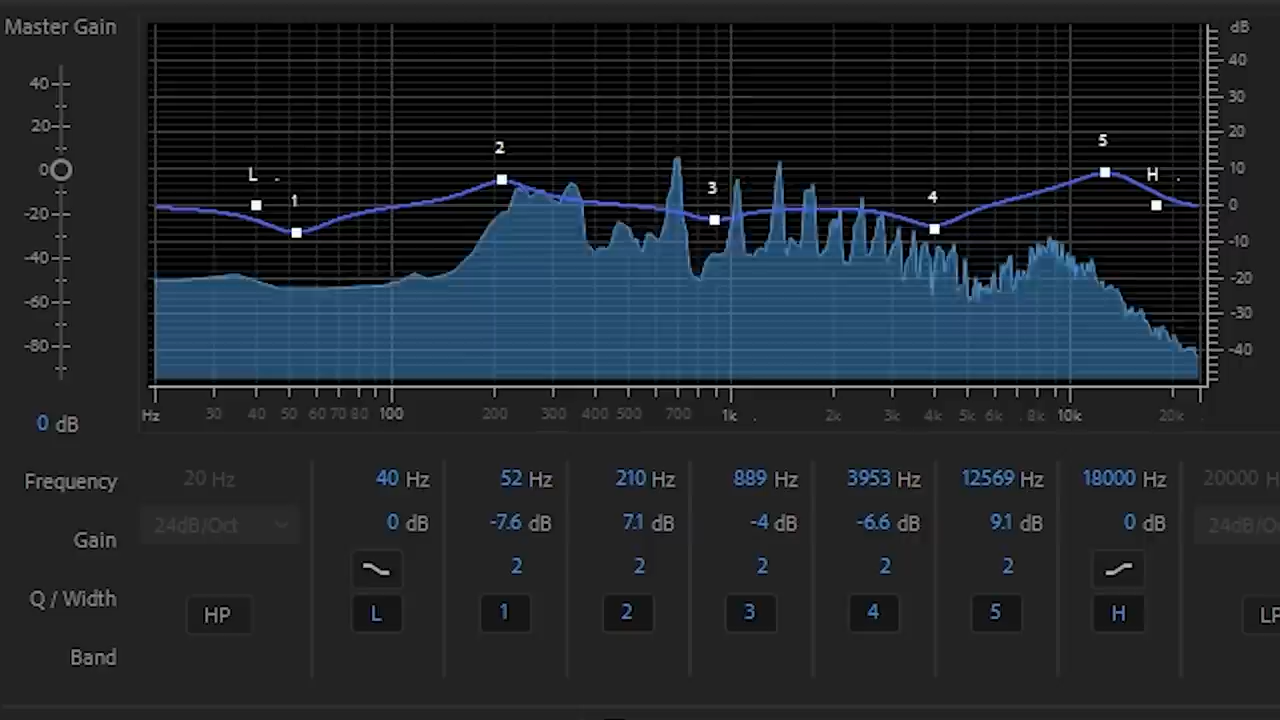 Master Gain
dB
40
20
0
-20
-40
-60
-80
0 dB
L
1
2
3
4
5
H
40
30
20
10
0
-10
-20
-30
-40
Hz 30 40 50 60 70 80 100 200 300 400 500 700 1k 2k 3k 4k 5k 6k 8k 10k 20k
Frequency 20 Hz 40 Hz 52 Hz 210 Hz 889 Hz 3953 Hz 12569 Hz 18000 Hz 20000 H
Gain 24dB/Oct 0 dB -7.6 dB 7.1 dB -4 dB -6.6 dB 9.1 dB 0 dB 24dB/O
Q / Width 2 2 2 2 2
Band HP L 1 2 3 4 5 H LP